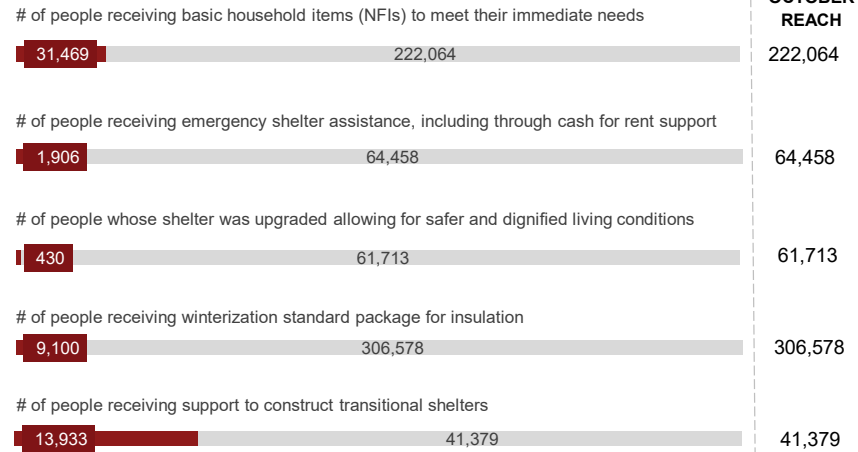 OCTOBER
REACH
# of people receiving basic household items (NFIs) to meet their immediate needs
31,469 222,064 222,064
# of people receiving emergency shelter assistance, including through cash for rent support
1,906 64,458 64,458
# of people whose shelter was upgraded allowing for safer and dignified living conditions
430 61,713 61,713
# of people receiving winterization standard package for insulation
9,100 306,578 306,578
# of people receiving support to construct transitional shelters
13,933 41,379 41,379